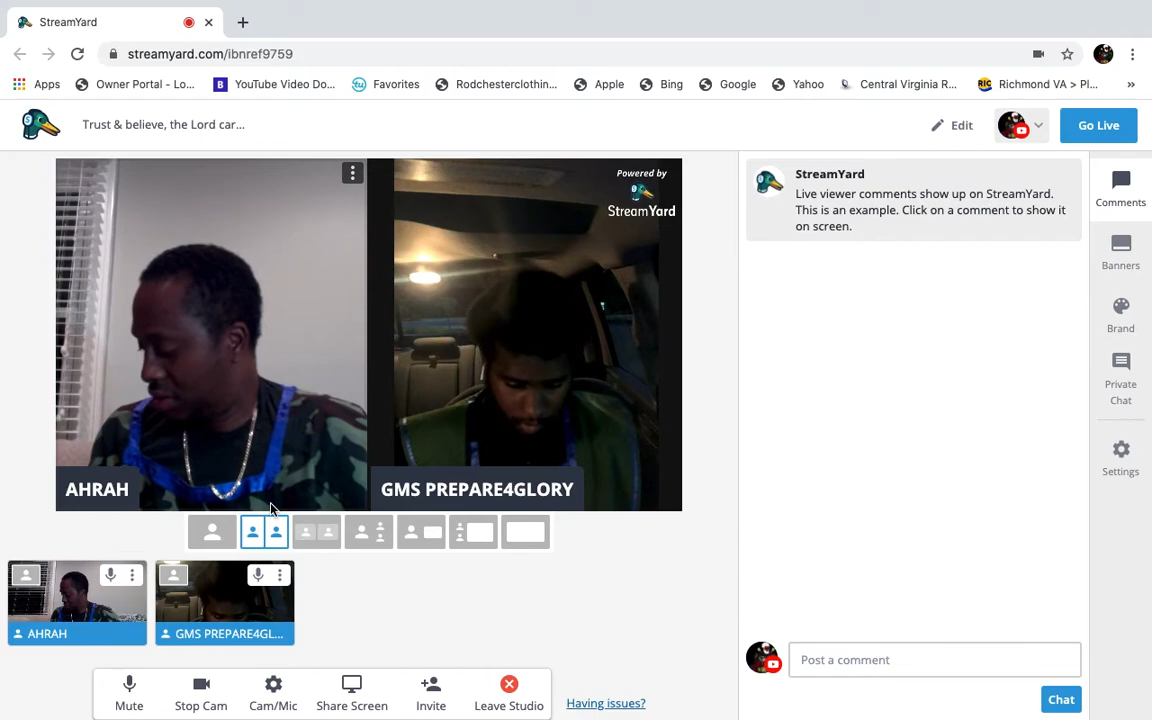 StreamYard
streamyard.com/ibnref9759
Apps
Owner Portal - Lo...
B
YouTube Video Do...
tu
Favorites
Rodchesterclothin...
Apple
Bing
Google
Yahoo
Central Virginia R...
RIC
Richmond VA > Pl...
»
Trust & believe, the Lord car...
Edit
Go Live
Powered by
StreamYard
AHRAH
GMS PREPARE4GLORY
StreamYard
Live viewer comments show up on StreamYard.
This is an example. Click on a comment to show it
on screen.
Comments
Banners
Brand
Private
Chat
Settings
AHRAH
GMS PREPARE4GL...
Post a comment
Chat
Mute
Stop Cam
Cam/Mic
Share Screen
Invite
Leave Studio
Having issues?